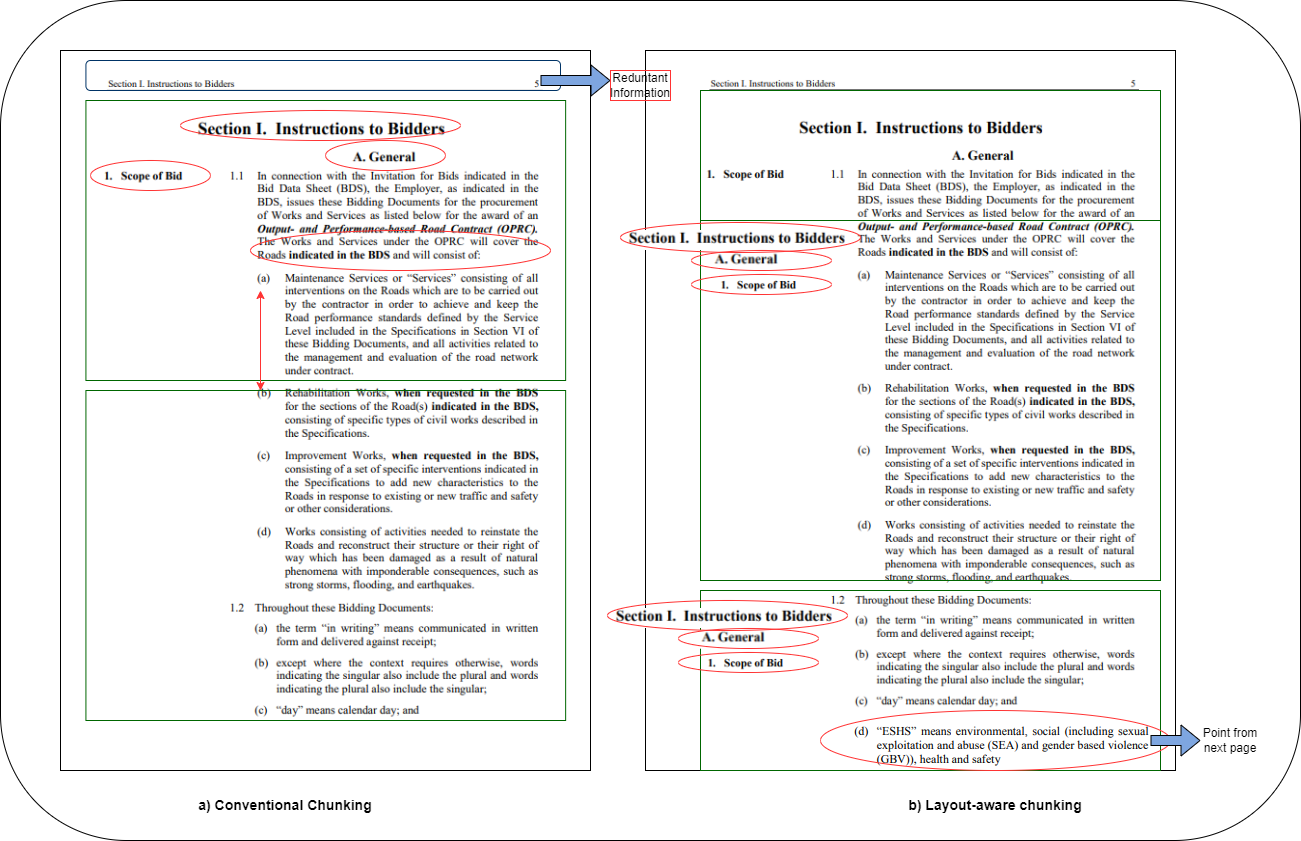 Section I. Instructions to Bidders 5
Reduntant
Information
Section I. Instructions to Bidders
A. General
1. Scope of Bid
1.1 In connection with the Invitation for Bids indicated in the
Bid Data Sheet (BDS), the Employer, as indicated in the
BDS, issues these Bidding Documents for the procurement
of Works and Services as listed below for the award of an
Output- and Performance-based Road Contract (OPRC).
The Works and Services under the OPRC will cover the
Roads indicated in the BDS and will consist of:
(a) Maintenance Services or “Services” consisting of all
interventions on the Roads which are to be carried out
by the contractor in order to achieve and keep the
Road performance standards defined by the Service
Level included in the Specifications in Section VI of
these Bidding Documents, and all activities related to
the management and evaluation of the road network
under contract.
(b) Rehabilitation Works, when requested in the BDS
for the sections of the Road(s) indicated in the BDS,
consisting of specific types of civil works described in
the Specifications.
(c) Improvement Works, when requested in the BDS,
consisting of a set of specific interventions indicated in
the Specifications to add new characteristics to the
Roads in response to existing or new traffic and safety
or other considerations.
(d) Works consisting of activities needed to reinstate the
Roads and reconstruct their structure or their right of
way which has been damaged as a result of natural
phenomena with imponderable consequences, such as
strong storms, flooding, and earthquakes.
1.2 Throughout these Bidding Documents:
(a) the term “in writing” means communicated in written
form and delivered against receipt;
(b) except where the context requires otherwise, words
indicating the singular also include the plural and words
indicating the plural also include the singular;
(c) “day” means calendar day; and
a) Conventional Chunking
Section I. Instructions to Bidders 5
Section I. Instructions to Bidders
A. General
1. Scope of Bid
1.1 In connection with the Invitation for Bids indicated in the
Bid Data Sheet (BDS), the Employer, as indicated in the
BDS, issues these Bidding Documents for the procurement
of Works and Services as listed below for the award of an
Output- and Performance-based Road Contract (OPRC).
Section I. Instructions to Bidders
A. General
1. Scope of Bid
The Works and Services under the OPRC will cover the
Roads indicated in the BDS and will consist of:
(a) Maintenance Services or “Services” consisting of all
interventions on the Roads which are to be carried out
by the contractor in order to achieve and keep the
Road performance standards defined by the Service
Level included in the Specifications in Section VI of
these Bidding Documents, and all activities related to
the management and evaluation of the road network
under contract.
(b) Rehabilitation Works, when requested in the BDS
for the sections of the Road(s) indicated in the BDS,
consisting of specific types of civil works described in
the Specifications.
(c) Improvement Works, when requested in the BDS,
consisting of a set of specific interventions indicated in
the Specifications to add new characteristics to the
Roads in response to existing or new traffic and safety
or other considerations.
(d) Works consisting of activities needed to reinstate the
Roads and reconstruct their structure or their right of
way which has been damaged as a result of natural
phenomena with imponderable consequences, such as
strong storms, flooding, and earthquakes.
Section I. Instructions to Bidders
A. General
1. Scope of Bid
1.2 Throughout these Bidding Documents:
(a) the term “in writing” means communicated in written
form and delivered against receipt;
(b) except where the context requires otherwise, words
indicating the singular also include the plural and words
indicating the plural also include the singular;
(c) “day” means calendar day; and
(d) “ESHS” means environmental, social (including sexual
exploitation and abuse (SEA) and gender based violence
(GBV)), health and safety
Point from
next page
b) Layout-aware chunking